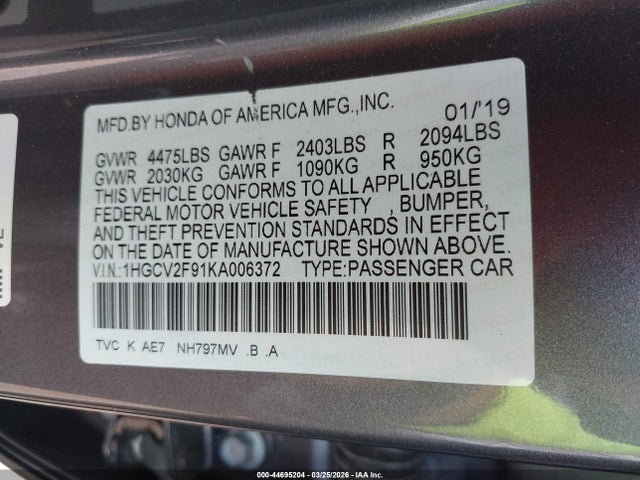 MFD.BY HONDA OF AMERICA MFG.,INC. 01/'19
GVWR 4475LBS GAWR F 2403LBS R 2094LBS
GVWR 2030KG GAWR F 1090KG R 950KG
THIS VEHICLE CONFORMS TO ALL APPLICABLE
FEDERAL MOTOR VEHICLE SAFETY , BUMPER,
AND THEFT PREVENTION STANDARDS IN EFFECT
ON THE DATE OF MANUFACTURE SHOWN ABOVE.
V.I.N.:1HGCV2F91KA006372 TYPE:PASSENGER CAR
TVC K AE7 NH797MV .B .A
000-44695204 - 03/25/2026 - IAA Inc.